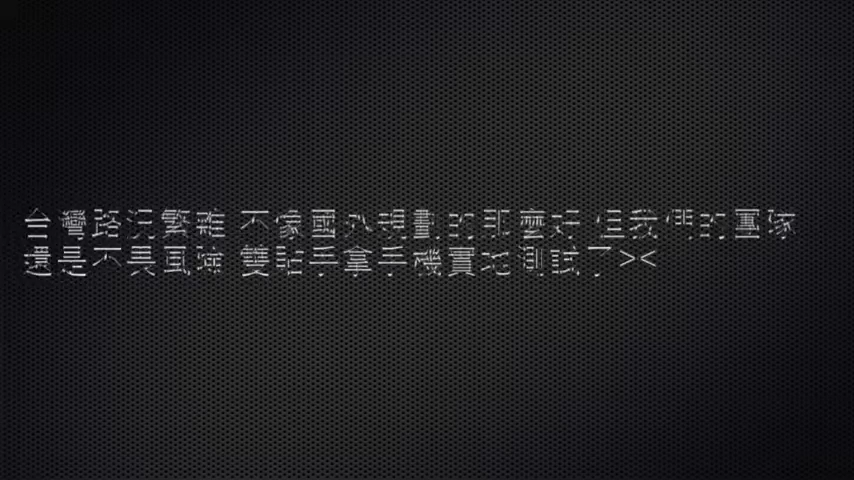 台灣路況繁雜 不像國外規劃的那麼好 但我們的團隊
還是不畏風險 雙貼手拿手機實地測試了><